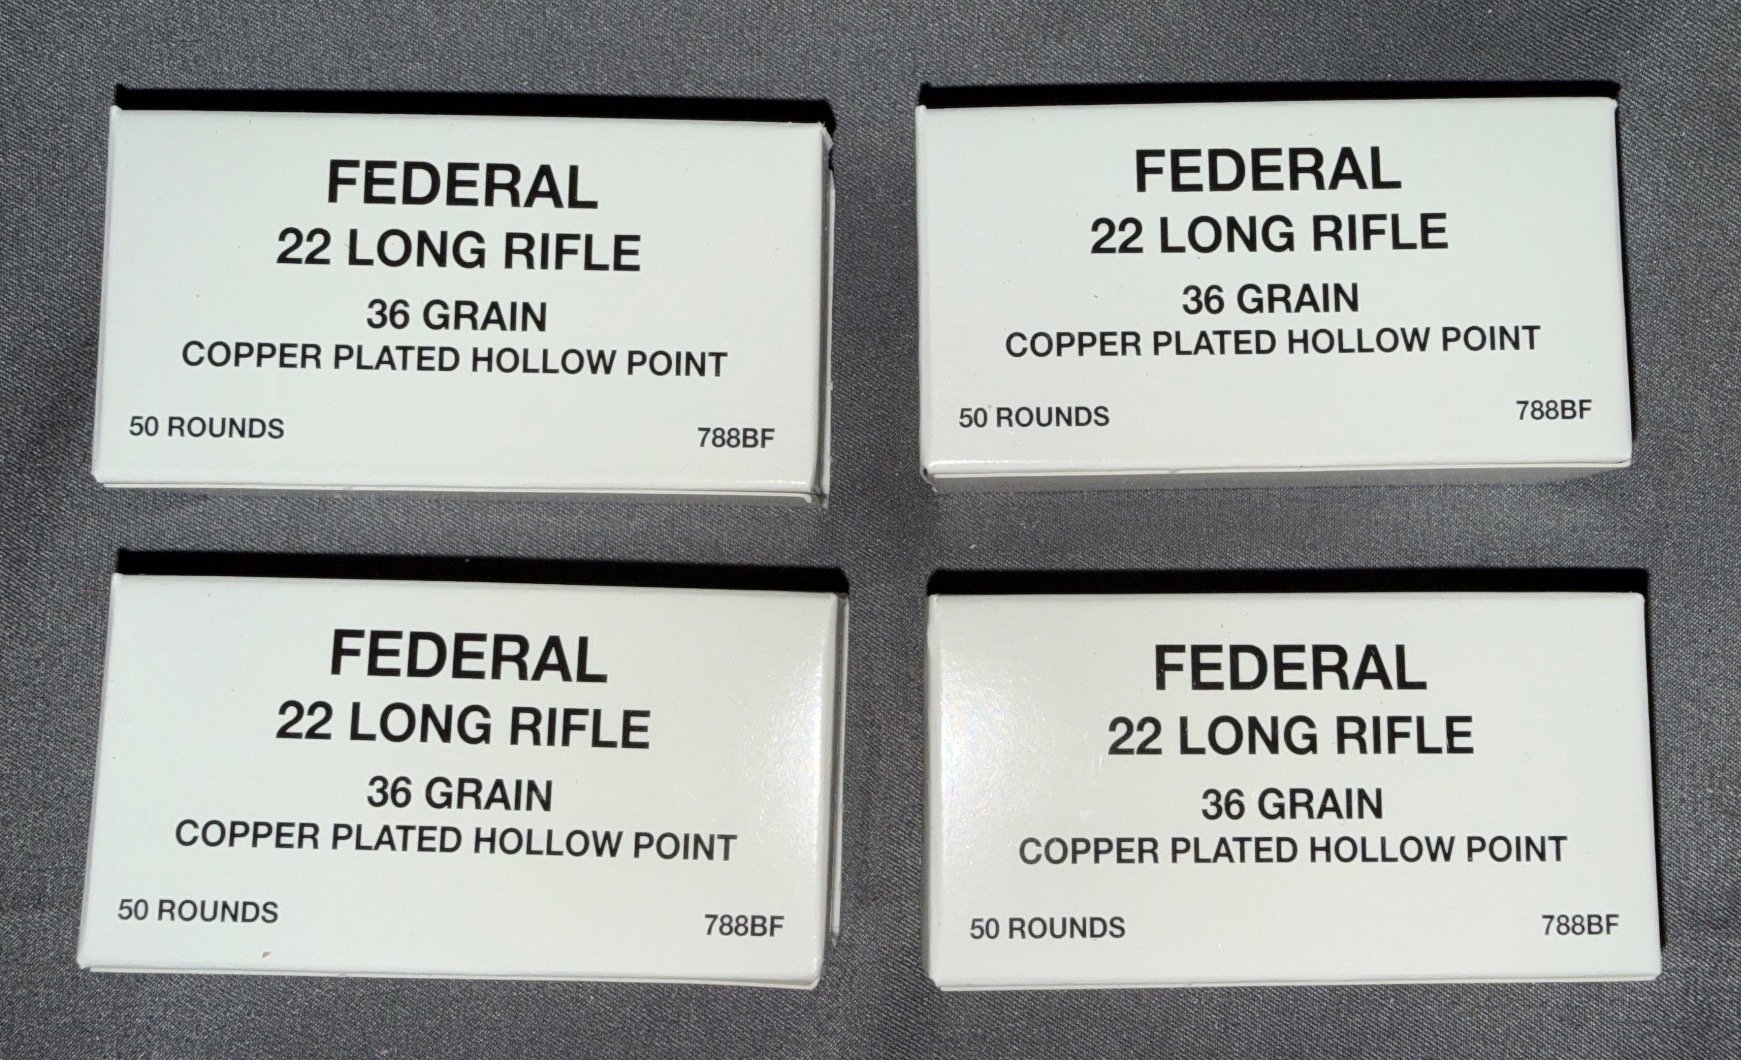 FEDERAL
22 LONG RIFLE
36 GRAIN
COPPER PLATED HOLLOW POINT
50 ROUNDS 788BF
FEDERAL
22 LONG RIFLE
36 GRAIN
COPPER PLATED HOLLOW POINT
50 ROUNDS 788BF
FEDERAL
22 LONG RIFLE
36 GRAIN
COPPER PLATED HOLLOW POINT
50 ROUNDS 788BF
FEDERAL
22 LONG RIFLE
36 GRAIN
COPPER PLATED HOLLOW POINT
50 ROUNDS 788BF